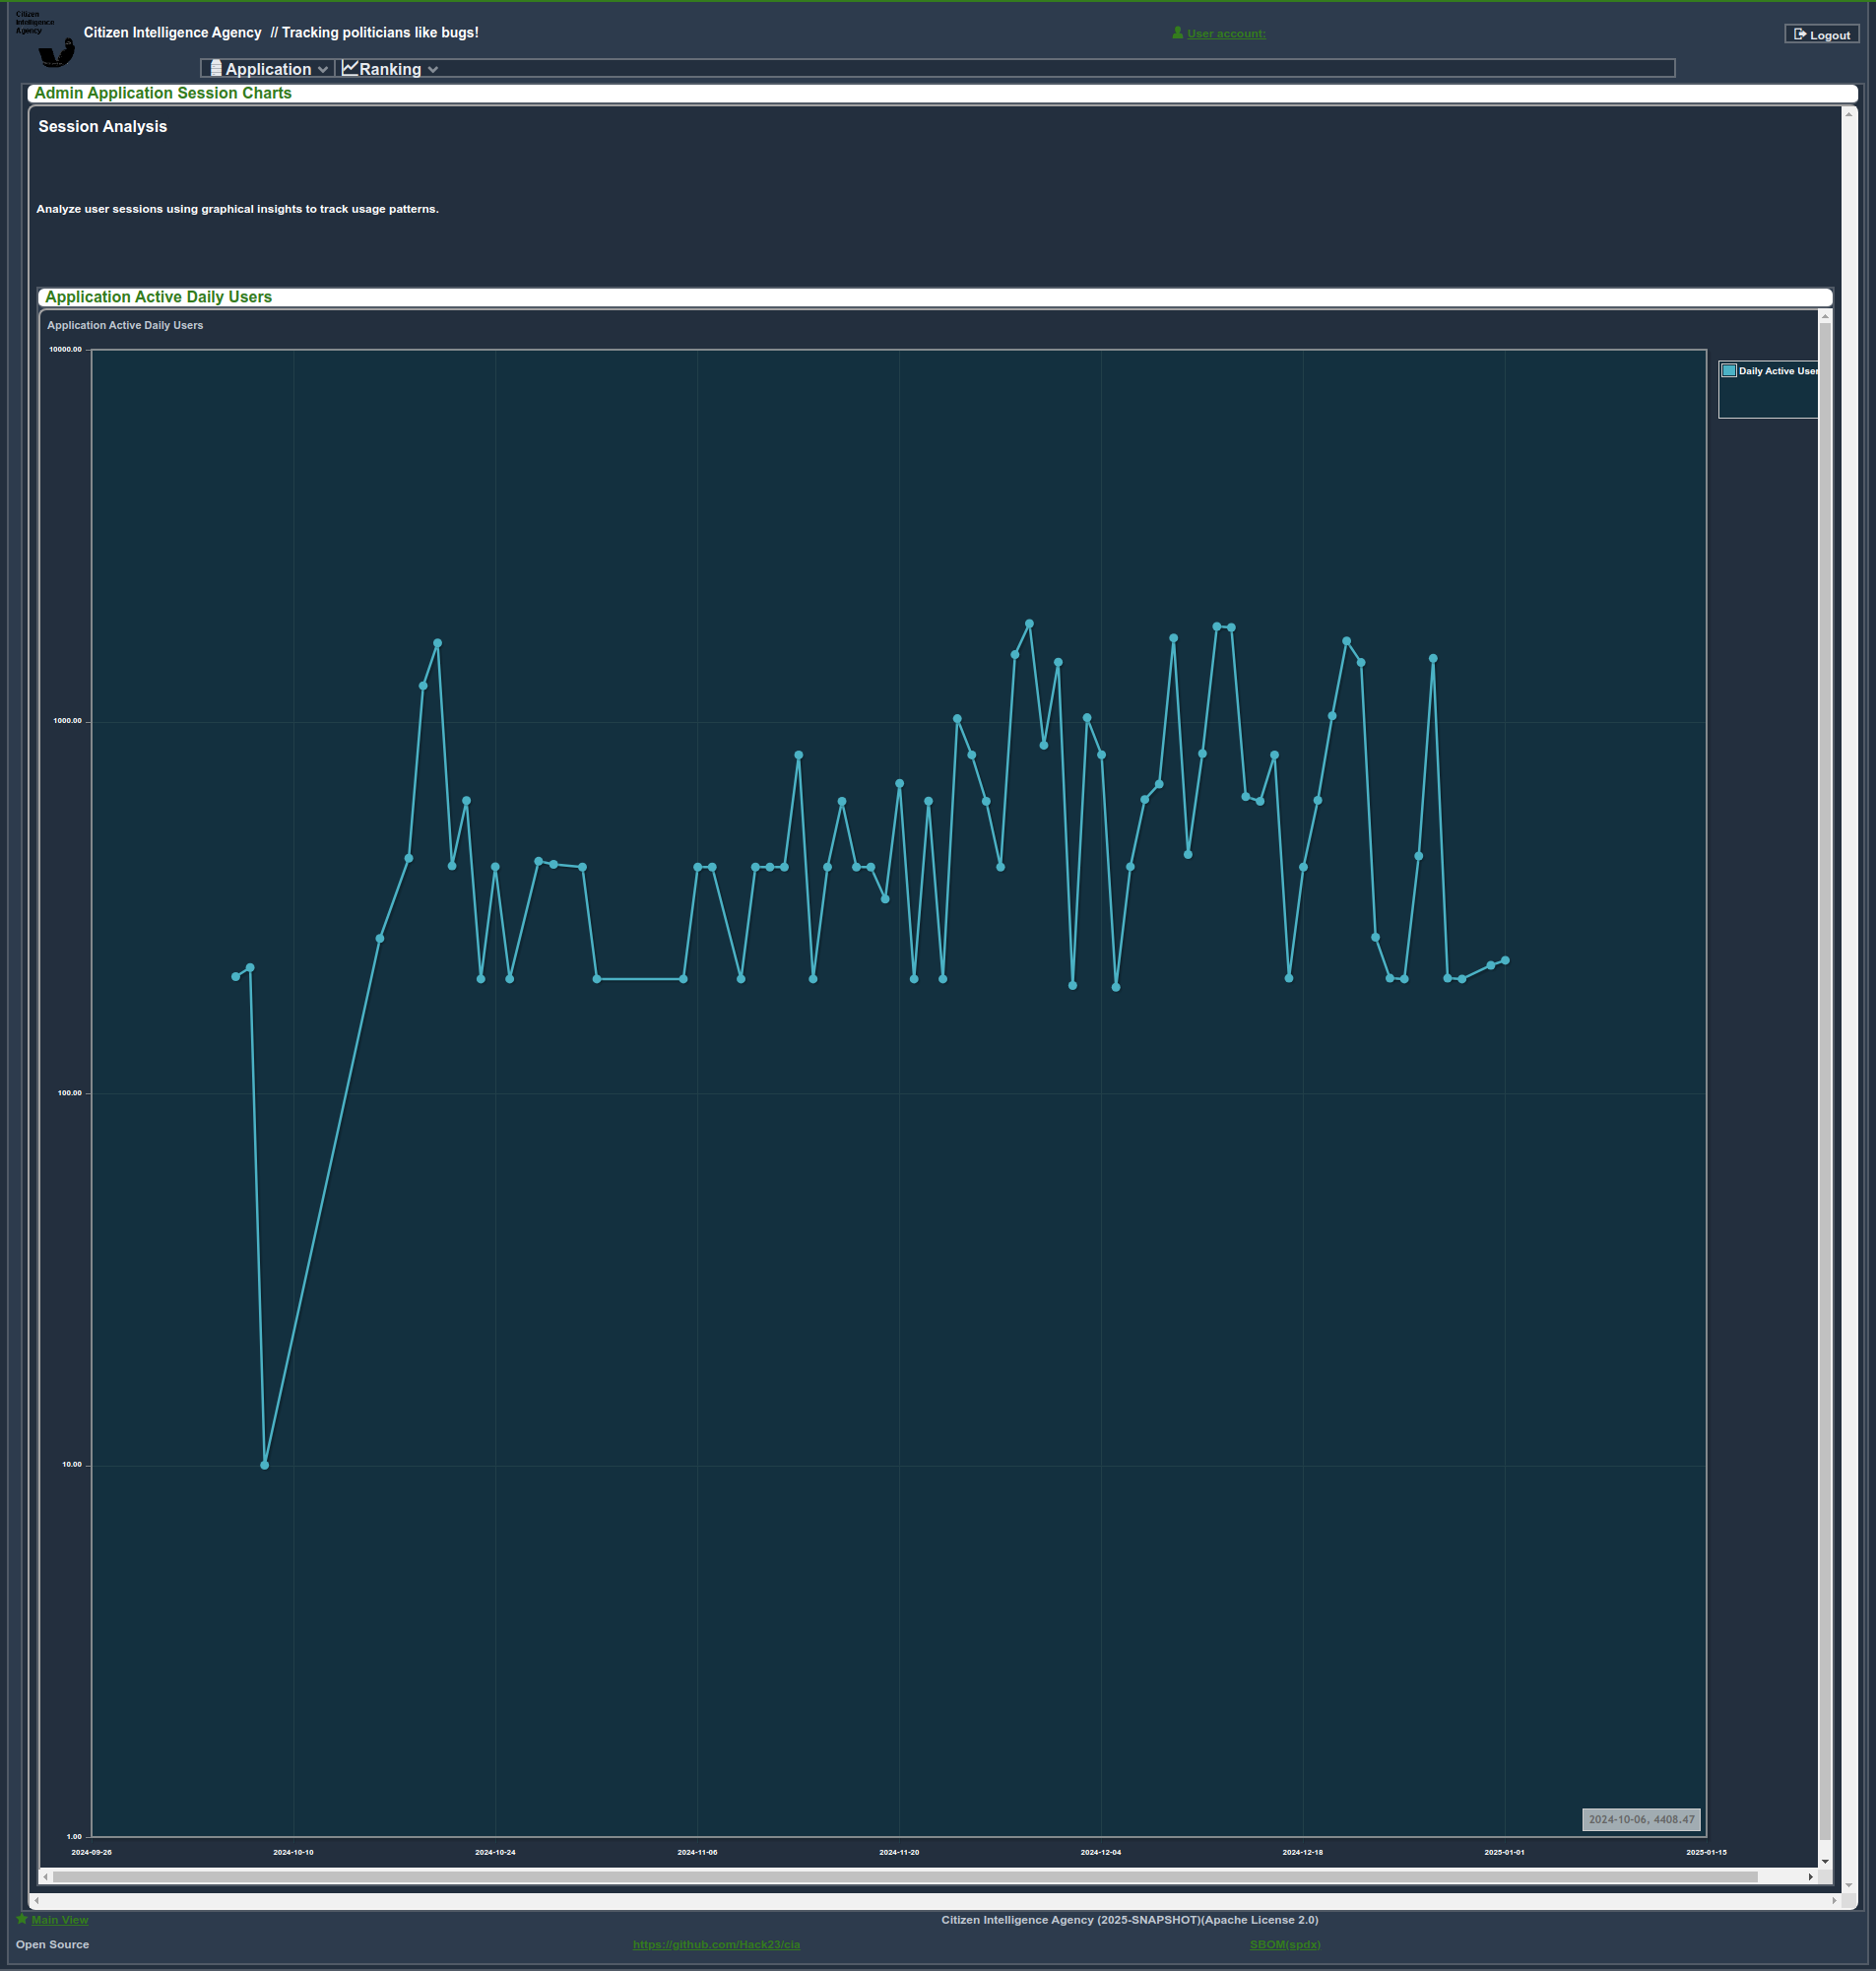 Citizen
Intelligence
Agency
Citizen Intelligence Agency // Tracking politicians like bugs!
User account:
Logout
Application
Ranking
Admin Application Session Charts
Session Analysis
Analyze user sessions using graphical insights to track usage patterns.
Application Active Daily Users
Application Active Daily Users
10000.00
1000.00
100.00
10.00
1.00
Daily Active User
2024-10-06, 4408.47
2024-09-26
2024-10-10
2024-10-24
2024-11-06
2024-11-20
2024-12-04
2024-12-18
2025-01-01
2025-01-15
Main View
Citizen Intelligence Agency (2025-SNAPSHOT)(Apache License 2.0)
Open Source
https://github.com/Hack23/cia
SBOM(spdx)